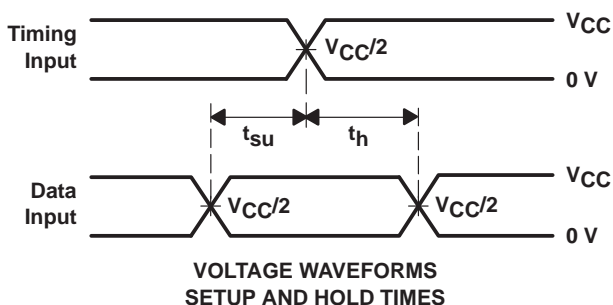 Timing
Input
VCC/2
VCC
0 V
tsu
th
Data
Input
VCC/2
VCC/2
VCC
0 V
VOLTAGE WAVEFORMS
SETUP AND HOLD TIMES